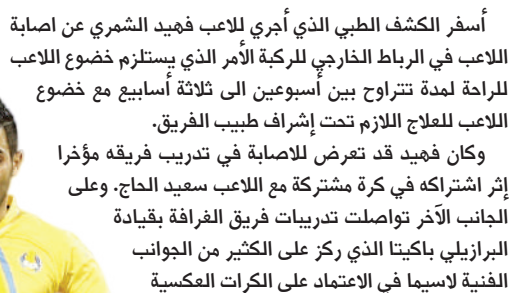 أسفر الكشف الطبي الذي أجري للاعب فهيد الشمري عن اصابة
اللاعب في الرباط الخارجي للركبة الأمر الذي يستلزم خضوع اللاعب
للراحة لمدة تتراوح بين أسبوعين الى ثلاثة أسابيع مع خضوع
اللاعب للعلاج اللازم تحت إشراف طبيب الفريق.
وكان فهيد قد تعرض للاصابة في تدريب فريقه مؤخرا
إثر اشتراكه في كرة مشتركة مع اللاعب سعيد الحاج. وعلى
الجانب الآخر تواصلت تدريبات فريق الغرافة بقيادة
البرازيلي باكيتا الذي ركز على الكثير من الجوانب
الفنية لاسيما في الاعتماد على الكرات العكسية